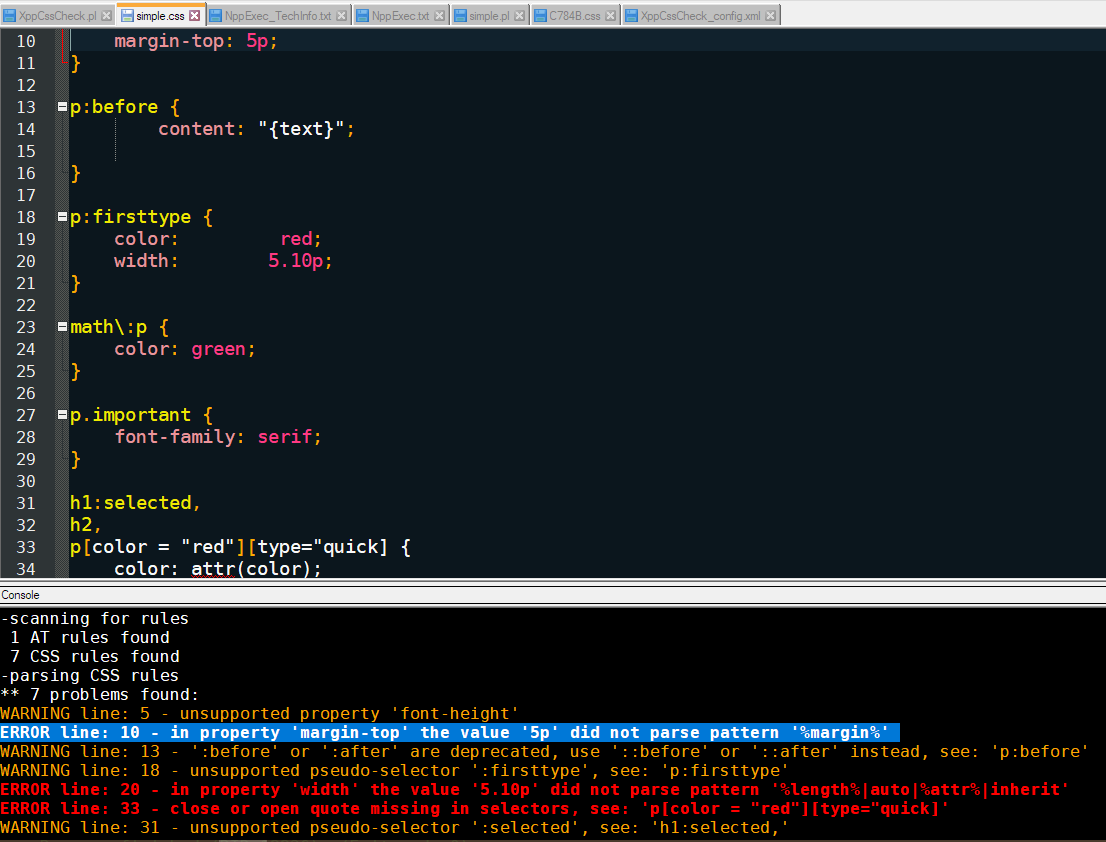 XppCssCheck.pl simple.css NppExec_TechInfo.txt NppExec.txt simple.pl C784B.css XppCssCheck_config.xml
10 margin-top: 5p;
11 }
12
13 p:before {
14 content: "{text}";
15
16 }
17
18 p:firsttype {
19 color: red;
20 width: 5.10p;
21 }
22
23 math\:p {
24 color: green;
25 }
26
27 p.important {
28 font-family: serif;
29 }
30
31 h1:selected,
32 h2,
33 p[color = "red"][type="quick] {
34 color: attr(color);
Console
-scanning for rules
1 AT rules found
7 CSS rules found
-parsing CSS rules
** 7 problems found:
WARNING line: 5 - unsupported property 'font-height'
ERROR line: 10 - in property 'margin-top' the value '5p' did not parse pattern '%margin%'
WARNING line: 13 - ':before' or ':after' are deprecated, use '::before' or '::after' instead, see: 'p:before'
WARNING line: 18 - unsupported pseudo-selector ':firsttype', see: 'p:firsttype'
ERROR line: 20 - in property 'width' the value '5.10p' did not parse pattern '%length%|auto|%attr%|inherit'
ERROR line: 33 - close or open quote missing in selectors, see: 'p[color = "red"][type="quick]'
WARNING line: 31 - unsupported pseudo-selector ':selected', see: 'h1:selected,'